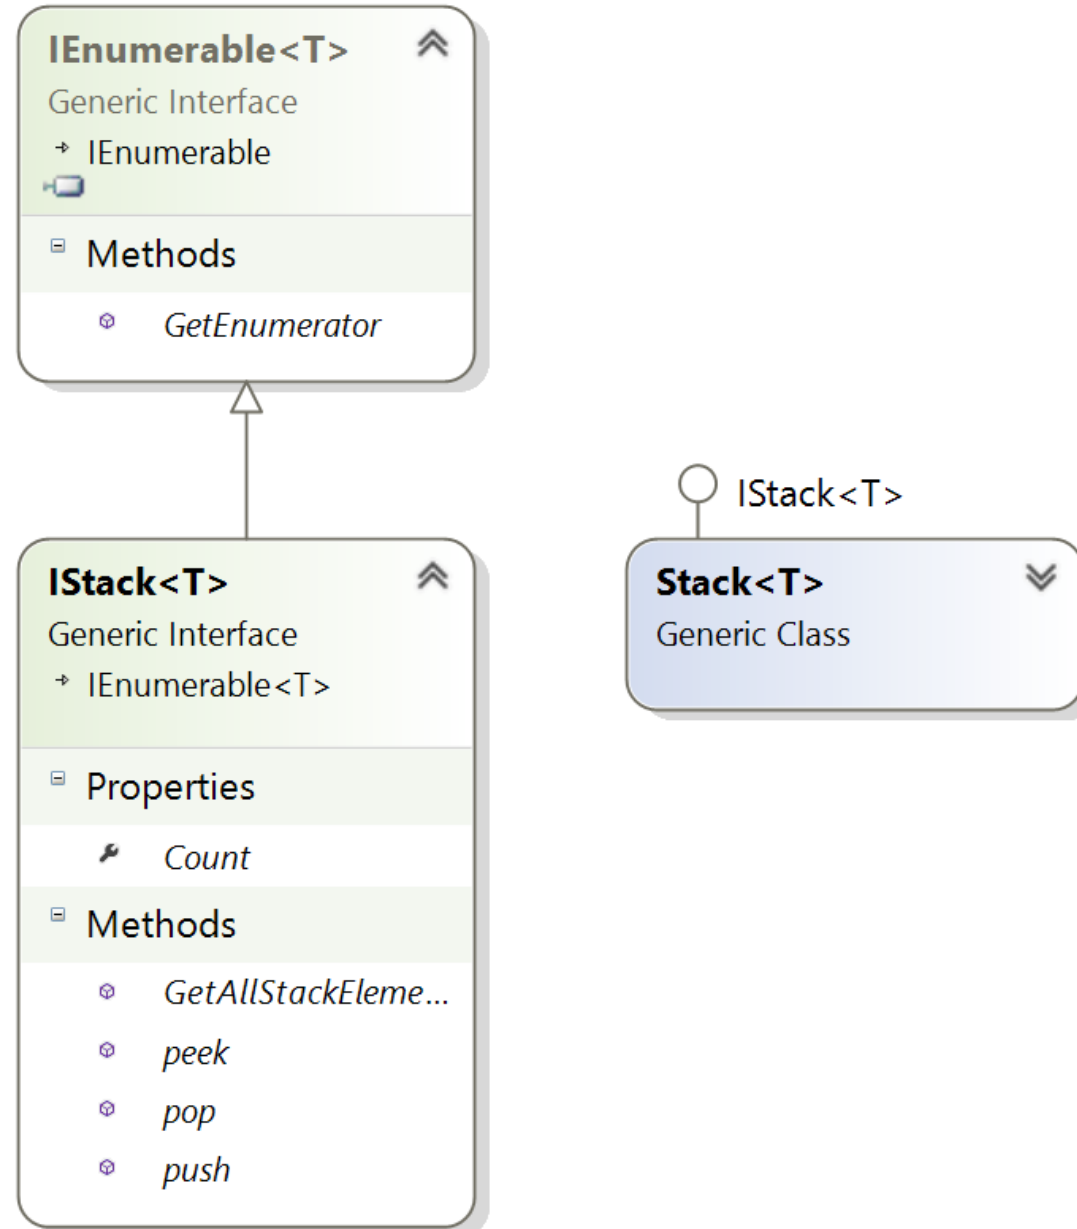 IEnumerable<T>
Generic Interface
IEnumerable
Methods
GetEnumerator
IStack<T>
Generic Interface
IEnumerable<T>
Properties
Count
Methods
GetAllStackEleme...
peek
pop
push
IStack<T>
Stack<T>
Generic Class